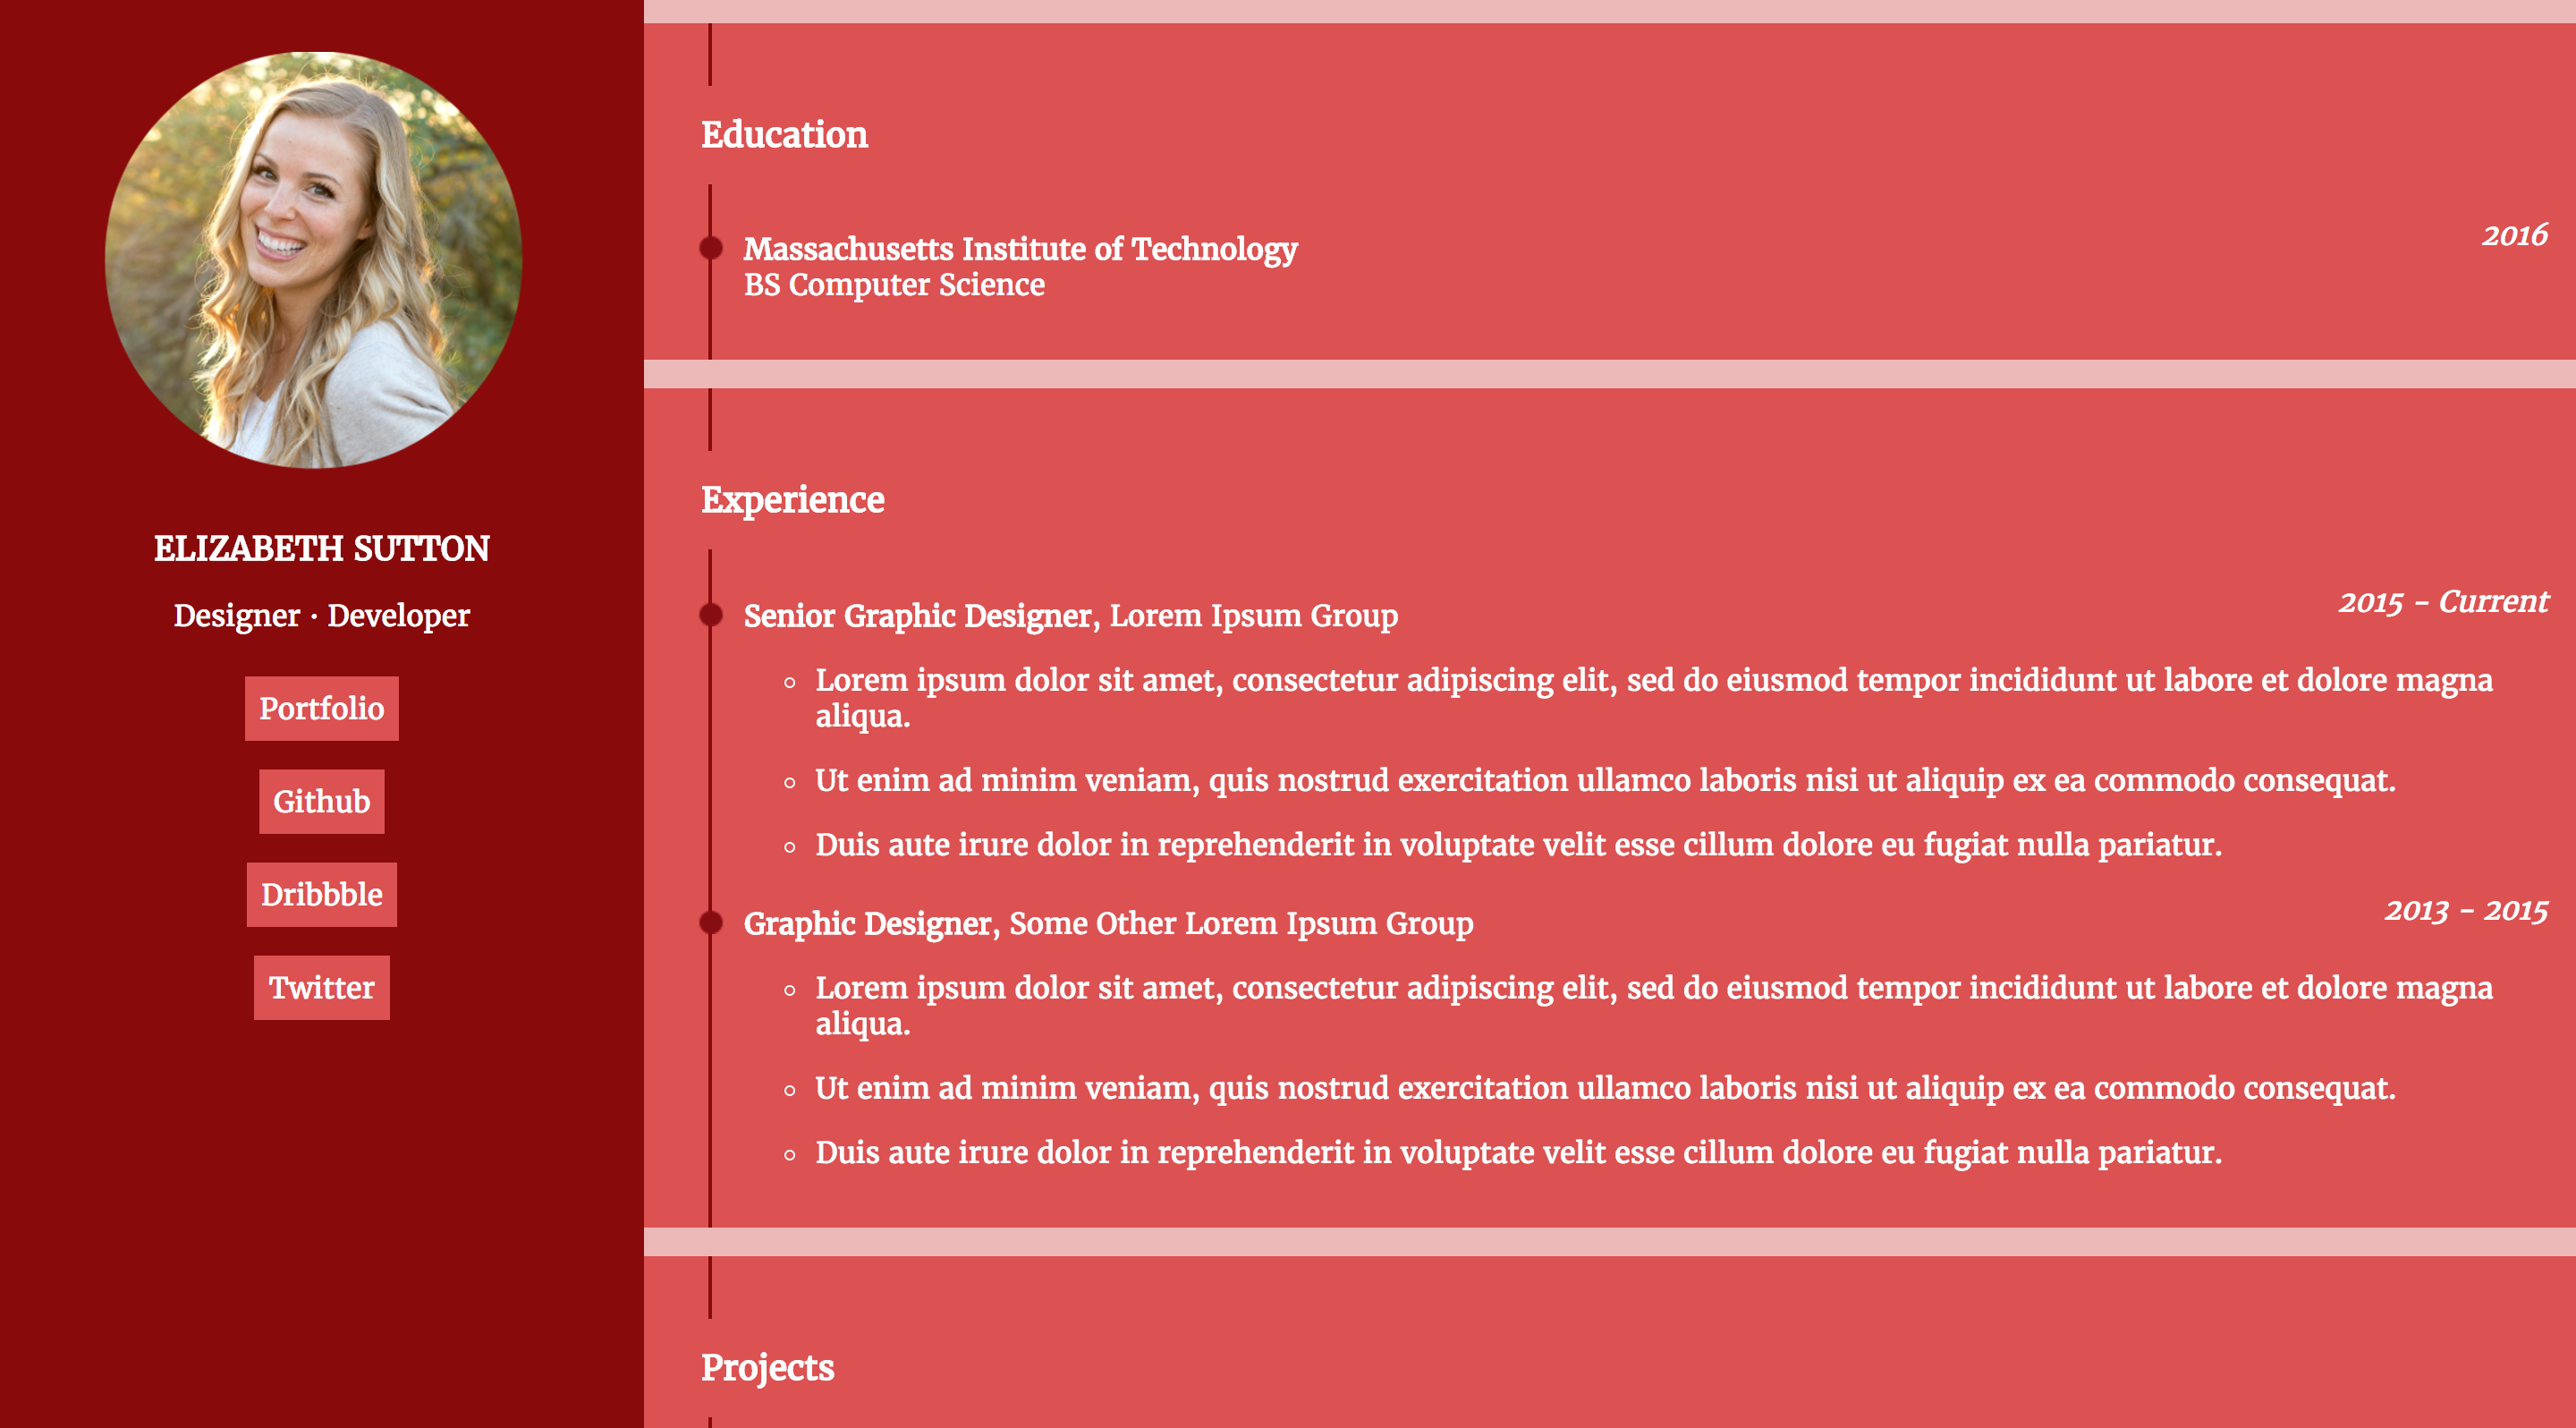 ELIZABETH SUTTON
Designer · Developer
Portfolio
Github
Dribbble
Twitter
Education
Massachusetts Institute of Technology
2016
BS Computer Science
Experience
Senior Graphic Designer, Lorem Ipsum Group
2015 - Current
Lorem ipsum dolor sit amet, consectetur adipiscing elit, sed do eiusmod tempor incididunt ut labore et dolore magna
aliqua.
Ut enim ad minim veniam, quis nostrud exercitation ullamco laboris nisi ut aliquip ex ea commodo consequat.
Duis aute irure dolor in reprehenderit in voluptate velit esse cillum dolore eu fugiat nulla pariatur.
Graphic Designer, Some Other Lorem Ipsum Group
2013 - 2015
Lorem ipsum dolor sit amet, consectetur adipiscing elit, sed do eiusmod tempor incididunt ut labore et dolore magna
aliqua.
Ut enim ad minim veniam, quis nostrud exercitation ullamco laboris nisi ut aliquip ex ea commodo consequat.
Duis aute irure dolor in reprehenderit in voluptate velit esse cillum dolore eu fugiat nulla pariatur.
Projects